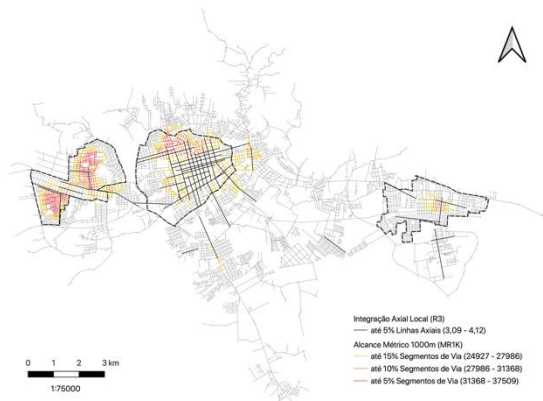 Integração Axial Local (R3)
até 5% Linhas Axiais (3,09 - 4,12)
Alcance Métrico 1000m (MR1K)
até 15% Segmentos de Via (24927 - 27986)
até 10% Segmentos de Via (27986 - 31368)
até 5% Segmentos de Via (31368 - 37509)
0 1 2 3 km
1:75000